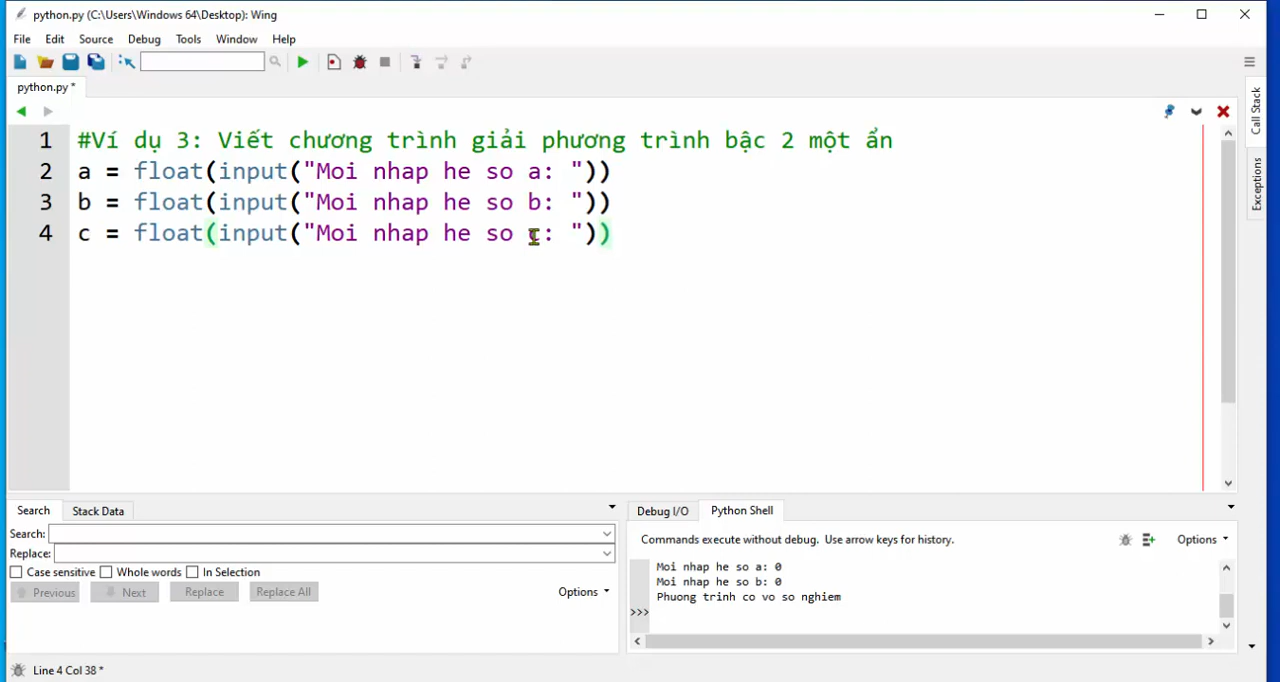 python.py (C:\Users\Windows 64\Desktop): Wing
File Edit Source Debug Tools Window Help
python.py *
1 #Ví dụ 3: Viết chương trình giải phương trình bậc 2 một ẩn
2 a = float(input("Moi nhap he so a: "))
3 b = float(input("Moi nhap he so b: "))
4 c = float(input("Moi nhap he so c: "))
Call Stack
Exceptions
Search Stack Data
Search:
Replace:
Case sensitive Whole words In Selection
Previous Next Replace Replace All Options
Debug I/O Python Shell
Commands execute without debug. Use arrow keys for history. Options
Moi nhap he so a: 0
Moi nhap he so b: 0
Phuong trinh co vo so nghiem
>>>
Line 4 Col 38 *